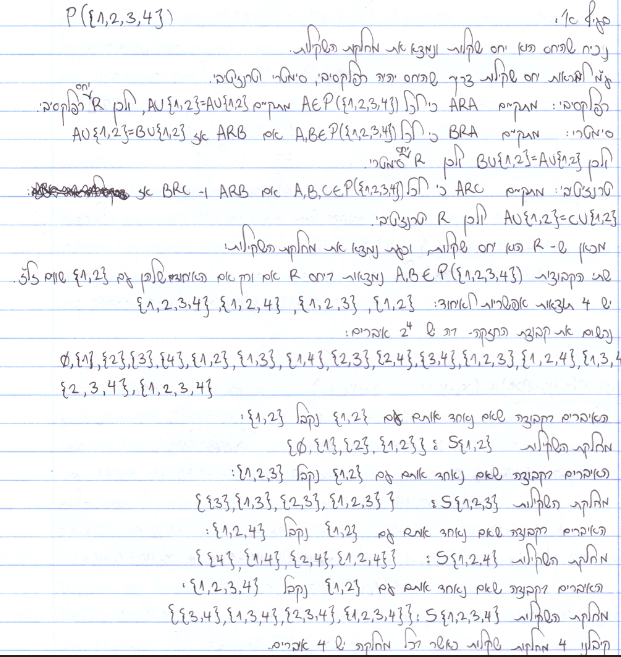 סעיף א': P({1,2,3,4})
נוכיח שהיחס הוא יחס שקילות ונמצא את מחלקות השקילות.
ע"מ להראות יחס שקילות צריך שהיחס יהיה רפלקסיבי, סימטרי וטרנזיטיבי.
רפלקסיבי: מתקיים ARA כי לכל A∈P({1,2,3,4}) מתקיים A∪{1,2}=A∪{1,2}, ולכן R יחס רפלקסיבי.
סימטרי: מתקיים BRA כי לכל A,B∈P({1,2,3,4}) אם ARB אז A∪{1,2}=B∪{1,2}
ולכן B∪{1,2}=A∪{1,2} ולכן R יחס סימטרי.
טרנזיטיבי: מתקיים ARC כי לכל A,B,C∈P({1,2,3,4}) אם ARB ו- BRC אז
A∪{1,2}=C∪{1,2} ולכן R טרנזיטיבי.
מכאן ש- R הוא יחס שקילות, וכעת נמצא את מחלקות השקילות:
שתי הקבוצות A,B∈P({1,2,3,4}) נמצאות ביחס R אם ורק אם האיחוד שלהן עם {1,2} שווים
יש 4 תוצאות אפשריות לאיחוד: {1,2}, {1,2,3}, {1,2,4}, {1,2,3,4}
נרשום את קבוצת החזקה- בה יש 2^4 איברים:
∅,{1},{2},{3},{4},{1,2},{1,3},{1,4},{2,3},{2,4},{3,4},{1,2,3},{1,2,4},{1,3,4
{2,3,4},{1,2,3,4}
האיברים בקבוצה שאם נאחד אותם עם {1,2} נקבל {1,2}:
מחלקת השקילות S{1,2}: {∅,{1},{2},{1,2}}
האיברים בקבוצה שאם נאחד אותם עם {1,2} נקבל {1,2,3}:
מחלקת השקילות S{1,2,3}: {{3},{1,3},{2,3},{1,2,3}}
האיברים בקבוצה שאם נאחד אותם עם {1,2} נקבל {1,2,4}:
מחלקת השקילות S{1,2,4}: {{4},{1,4},{2,4},{1,2,4}}
האיברים בקבוצה שאם נאחד אותם עם {1,2} נקבל {1,2,3,4}:
מחלקת השקילות S{1,2,3,4}: {{3,4},{1,3,4},{2,3,4},{1,2,3,4}}
קיבלנו 4 מחלקות שקילות כאשר בכל מחלקה יש 4 איברים.